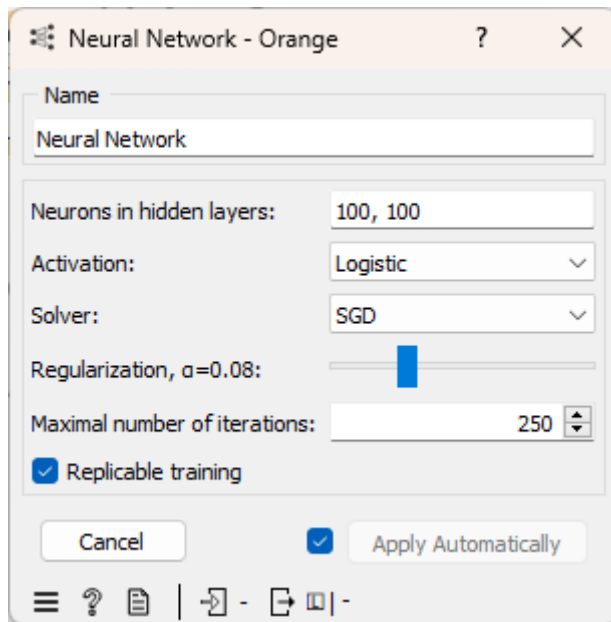 Neural Network - Orange ? ✕
Name
Neural Network
Neurons in hidden layers: 100, 100
Activation: Logistic
Solver: SGD
Regularization, α=0.08:
Maximal number of iterations: 250
Replicable training
Cancel Apply Automatically
? | - | -